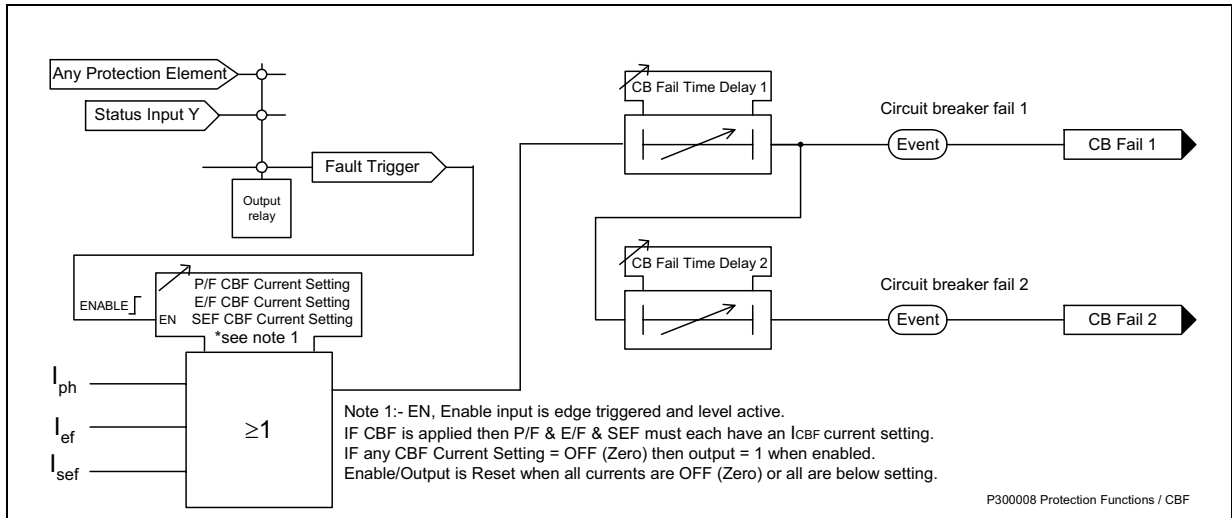 Any Protection Element
Status Input Y
Fault Trigger
Output
relay
ENABLE
EN
P/F CBF Current Setting
E/F CBF Current Setting
SEF CBF Current Setting
*see note 1
Iph
Ief
Isef
≥1
CB Fail Time Delay 1
Circuit breaker fail 1
Event
CB Fail 1
CB Fail Time Delay 2
Circuit breaker fail 2
Event
CB Fail 2
Note 1:- EN, Enable input is edge triggered and level active.
IF CBF is applied then P/F & E/F & SEF must each have an ICBF current setting.
IF any CBF Current Setting = OFF (Zero) then output = 1 when enabled.
Enable/Output is Reset when all currents are OFF (Zero) or all are below setting.
P300008 Protection Functions / CBF